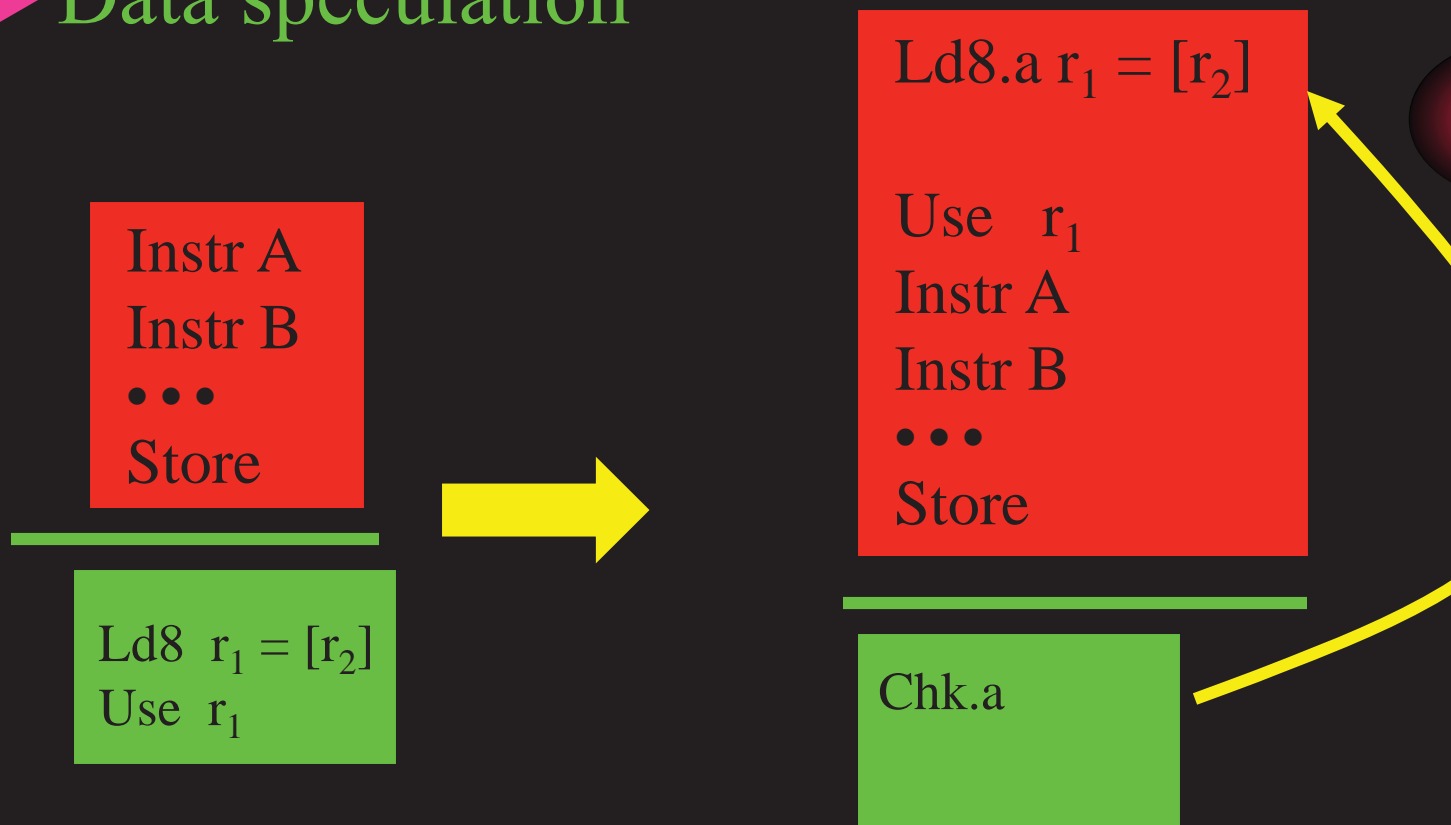 Data speculation
Instr A
Instr B
• • •
Store
Ld8 r₁ = [r₂]
Use r₁
Ld8.a r₁ = [r₂]
Use r₁
Instr A
Instr B
• • •
Store
Chk.a